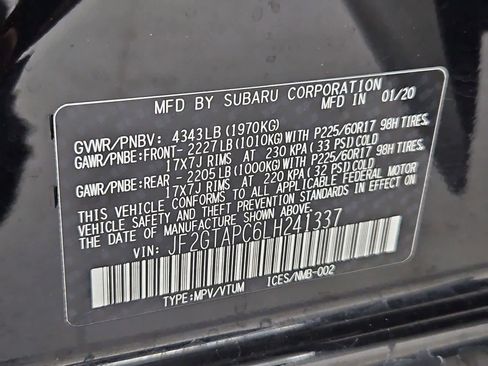 MFD BY SUBARU CORPORATION
MADE IN JAPAN 01/20
GVWR/PNBV: 4343LB (1970KG)
GAWR/PNBE:FRONT- 2227LB (1010KG)WITH P225/60R17 98H TIRES,
17X7J RIMS AT 230 KPA (33 PSI)COLD
GAWR/PNBE:REAR - 2205LB (1000KG)WITH P225/60R17 98H TIRES,
17X7J RIMS AT 220 KPA (32 PSI)COLD
THIS VEHICLE CONFORMS TO ALL APPLICABLE FEDERAL MOTOR
VEHICLE SAFETY AND THEFT PREVENTION STANDARDS IN EFFECT ON
THE DATE OF MANUFACTURE SHOWN ABOVE.
VIN: JF2GTAPC6LH241337
TYPE:MPV/VTUM ICES/NMB-002